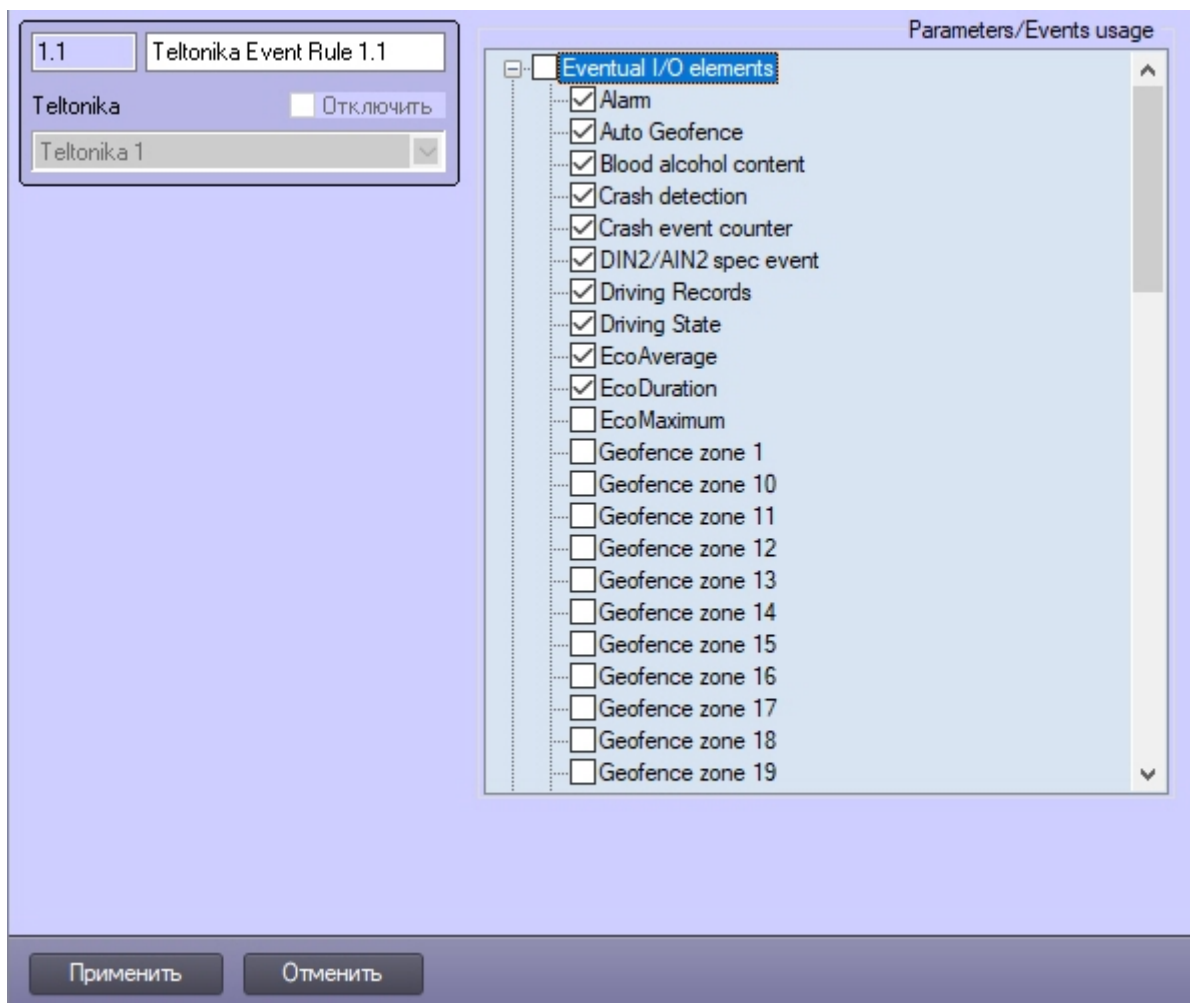 1.1
Teltonika Event Rule 1.1
Teltonika
Отключить
Teltonika 1
Parameters/Events usage
Eventual I/O elements
Alarm
Auto Geofence
Blood alcohol content
Crash detection
Crash event counter
DIN2/AIN2 spec event
Driving Records
Driving State
EcoAverage
EcoDuration
EcoMaximum
Geofence zone 1
Geofence zone 10
Geofence zone 11
Geofence zone 12
Geofence zone 13
Geofence zone 14
Geofence zone 15
Geofence zone 16
Geofence zone 17
Geofence zone 18
Geofence zone 19
Применить
Отменить